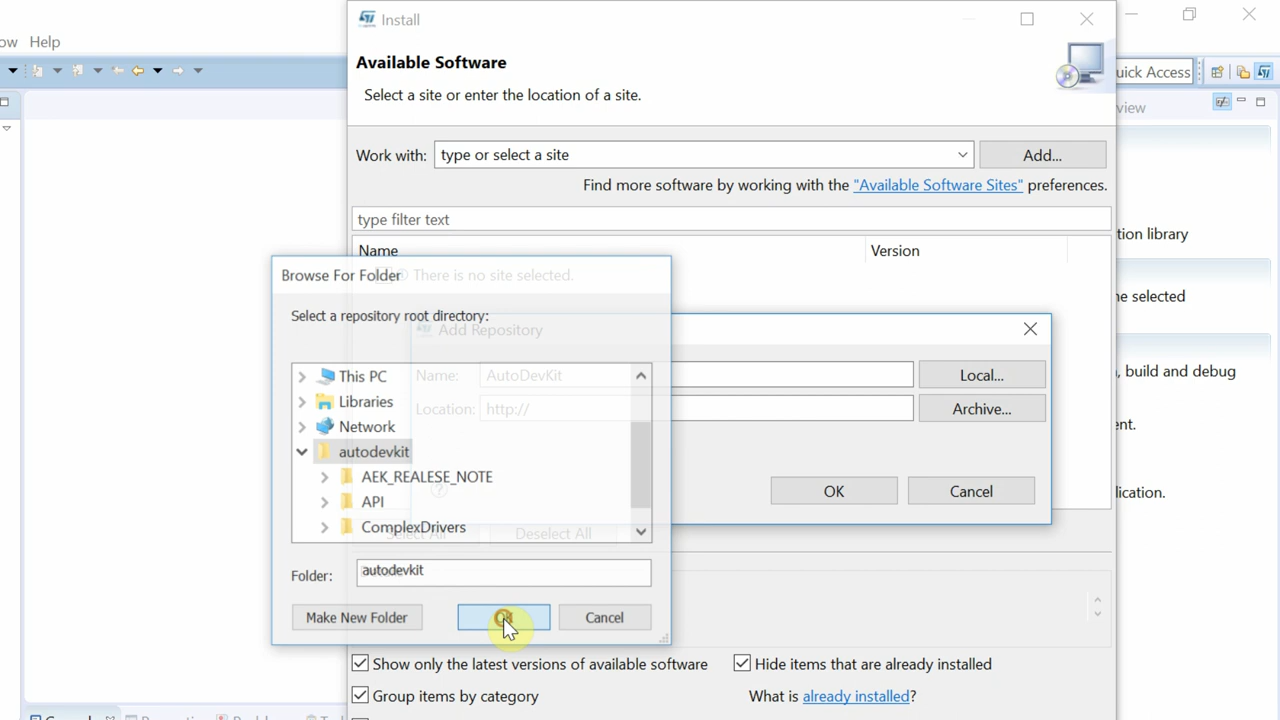 Install
ow Help
Available Software
Select a site or enter the location of a site.
uick Access
view
Work with: type or select a site Add...
Find more software by working with the "Available Software Sites" preferences.
type filter text
Name Version
tion library
Browse For Folder
There is no site selected.
Select a repository root directory:
Add Repository
e selected
This PC
Name: AutoDevKit Local...
, build and debug
Libraries
Location: http:// Archive...
Network
ent.
autodevkit
AEK_REALESE_NOTE
OK Cancel
lication.
API
ComplexDrivers
Select All Deselect All
Folder: autodevkit
Make New Folder OK Cancel
Show only the latest versions of available software Hide items that are already installed
Group items by category What is already installed?